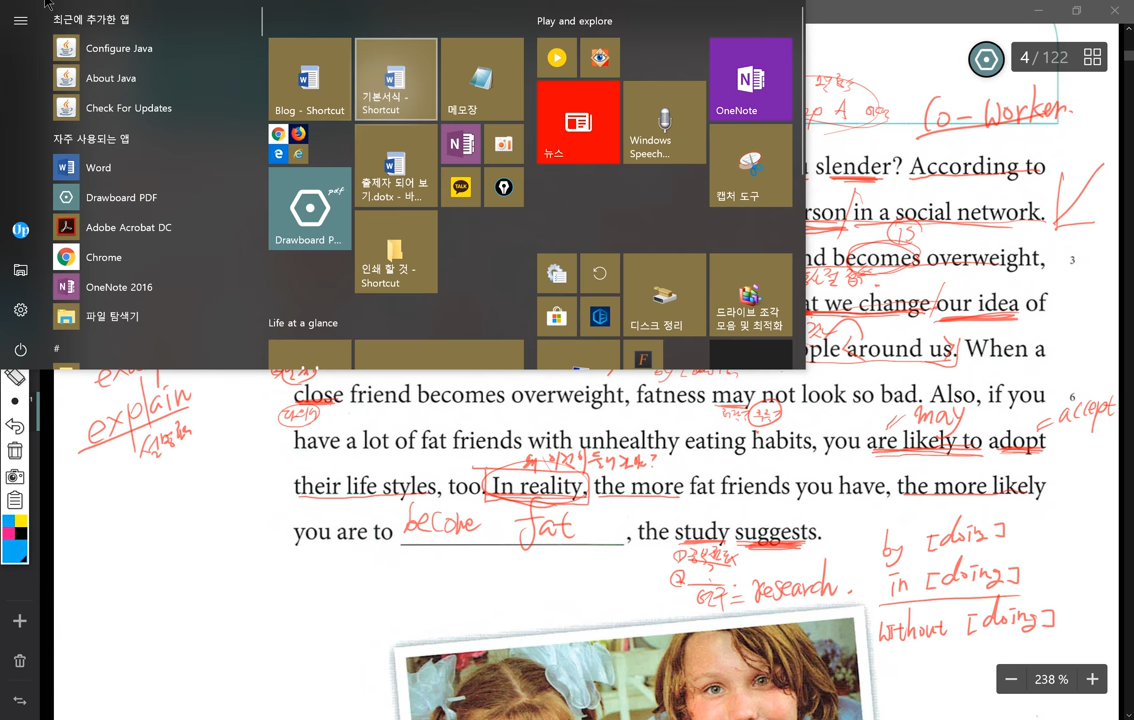 최근에 추가한 앱
Configure Java
About Java
Check For Updates
자주 사용되는 앱
Word
Drawboard PDF
Adobe Acrobat DC
Chrome
OneNote 2016
파일 탐색기
#
Blog - Shortcut
기본서식 -
Shortcut
메모장
출제자 되어 보
기.dotx - 바...
TALK
pdf
Drawboard P...
인쇄 할 것 -
Shortcut
Life at a glance
Play and explore
뉴스
Windows
Speech...
OneNote
캡처 도구
디스크 정리
드라이브 조각
모음 및 최적화
4 / 122
Co-Worker.
slender? According to
in a social network.
is
becomes overweight,
3
we change our idea of
around us. When a
close friend becomes overweight, fatness may not look so bad. Also, if you
6
may
= accept
have a lot of fat friends with unhealthy eating habits, you are likely to adopt
their life styles, too. In reality, the more fat friends you have, the more likely
you are to become fat, the study suggests.
explain
by [doing]
in [doing]
without [doing]
연구 = research.
238 %